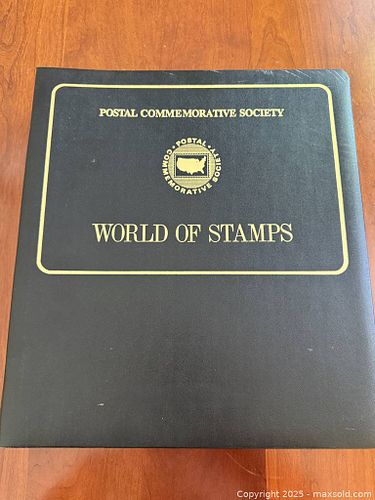 POSTAL COMMEMORATIVE SOCIETY
• POSTAL •
COMMEMORATIVE SOCIETY
WORLD OF STAMPS
Copyright © 2025 - maxsold.com